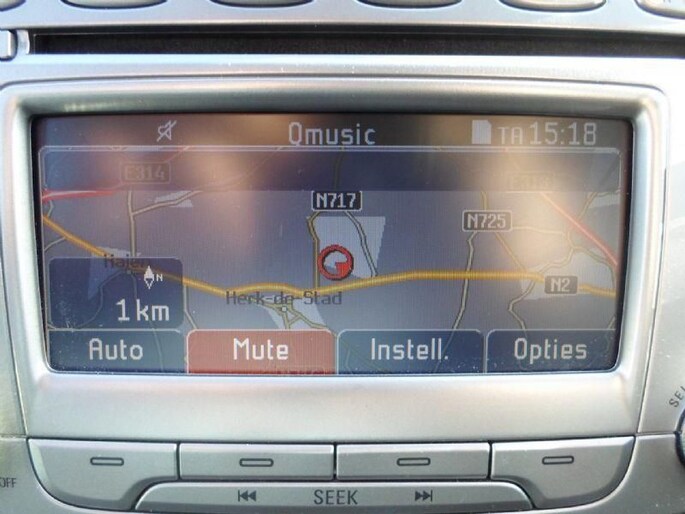 Qmusic TA 15:18
E314
N717
N725
Halen
N
N2
1 km
Herk-de-Stad
Auto Mute Instell. Opties
OFF
SEEK